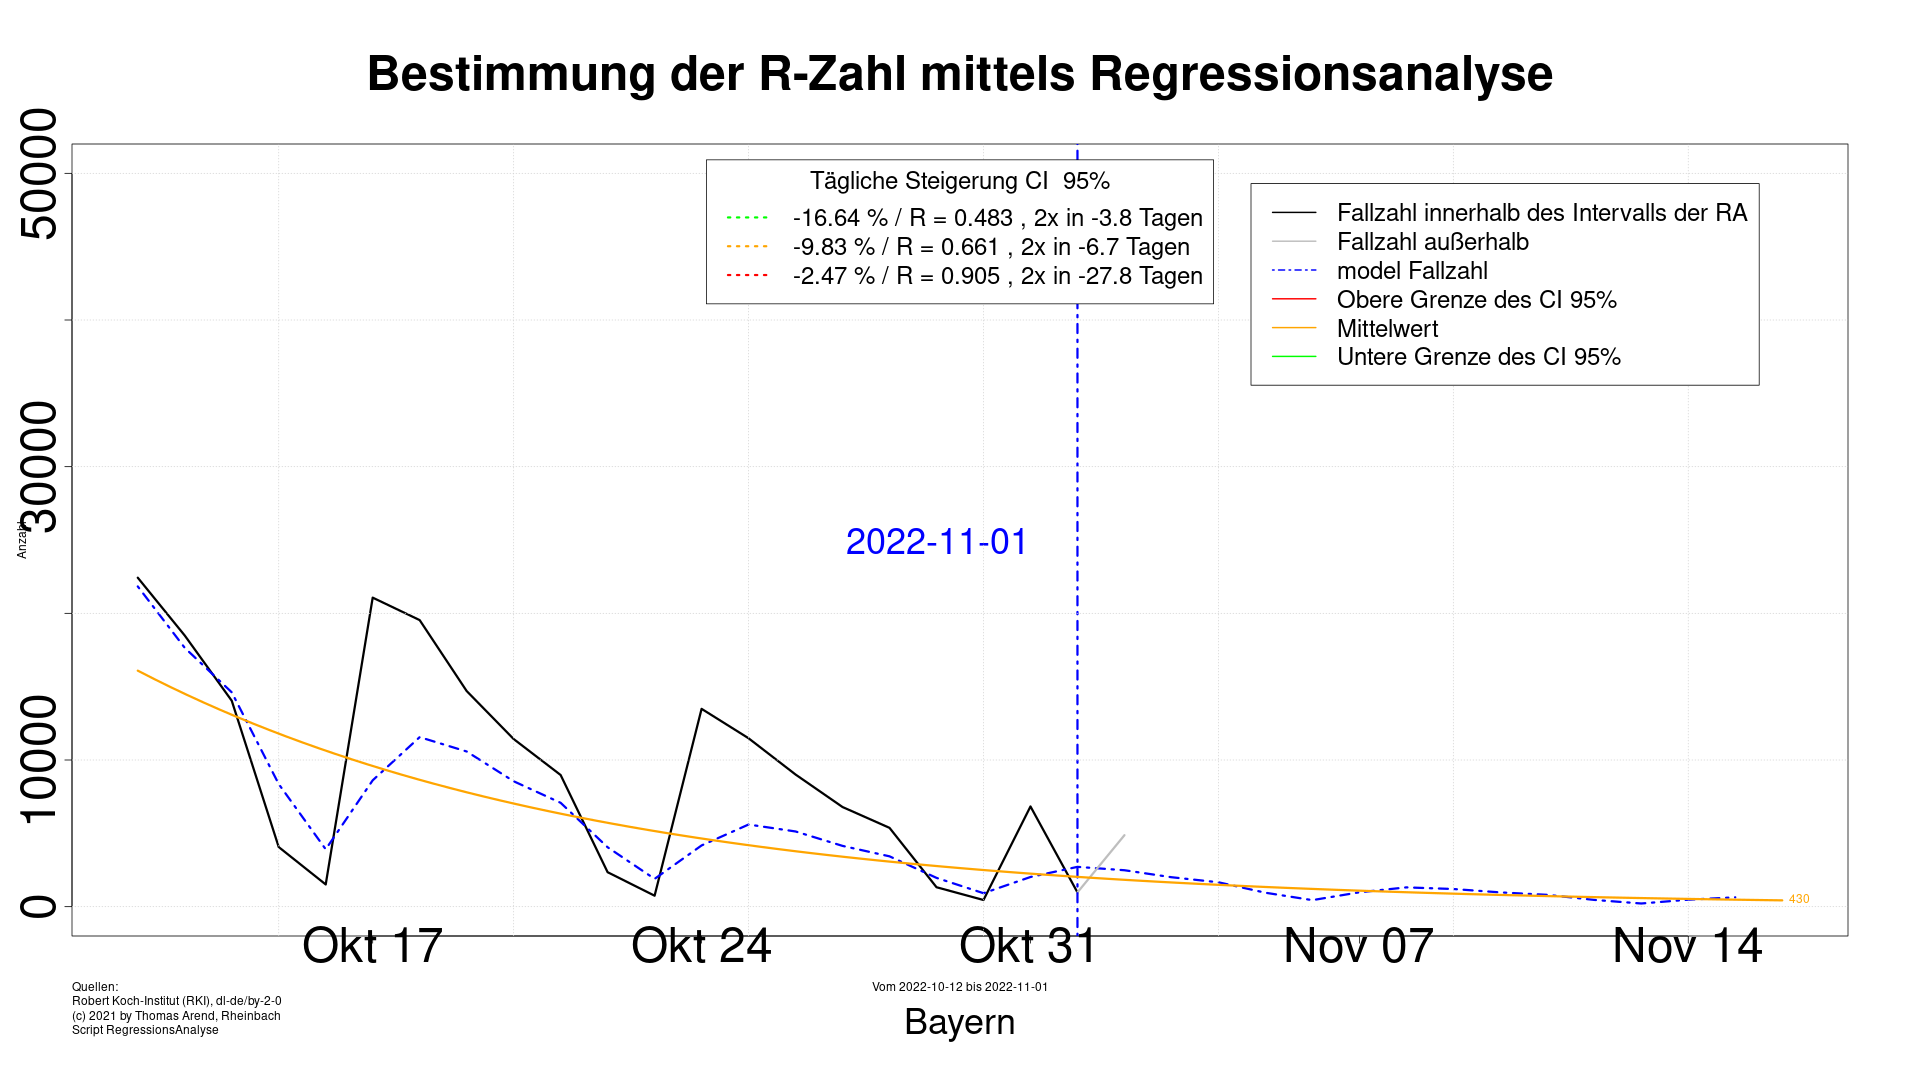 Bestimmung der R-Zahl mittels Regressionsanalyse
Anzahl
50000
30000
10000
0
Tägliche Steigerung CI  95%
-16.64 % / R = 0.483 , 2x in -3.8 Tagen
-9.83 % / R = 0.661 , 2x in -6.7 Tagen
-2.47 % / R = 0.905 , 2x in -27.8 Tagen
Fallzahl innerhalb des Intervalls der RA
Fallzahl außerhalb
model Fallzahl
Obere Grenze des CI 95%
Mittelwert
Untere Grenze des CI 95%
2022-11-01
430
Okt 17
Okt 24
Okt 31
Nov 07
Nov 14
Quellen:
Robert Koch-Institut (RKI), dl-de/by-2-0
(c) 2021 by Thomas Arend, Rheinbach
Script RegressionsAnalyse
Vom 2022-10-12 bis 2022-11-01
Bayern